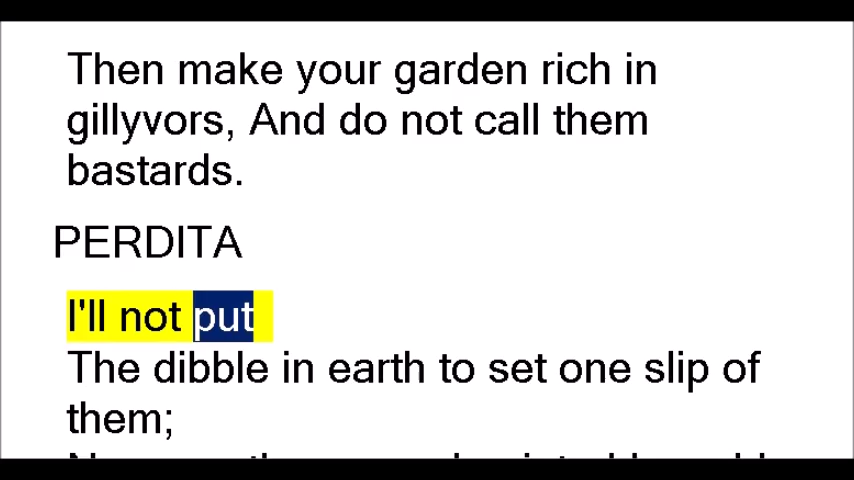 Then make your garden rich in
gillyvors, And do not call them
bastards.
PERDITA
I'll not put
The dibble in earth to set one slip of
them;